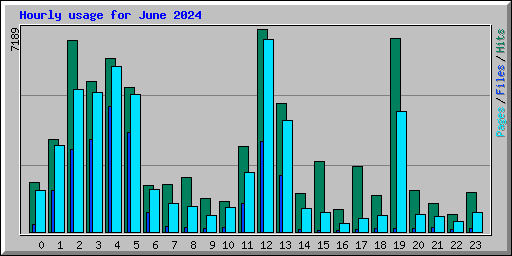 Hourly usage for June 2024
7189
Pages / Files / Hits
0 1 2 3 4 5 6 7 8 9 10 11 12 13 14 15 16 17 18 19 20 21 22 23